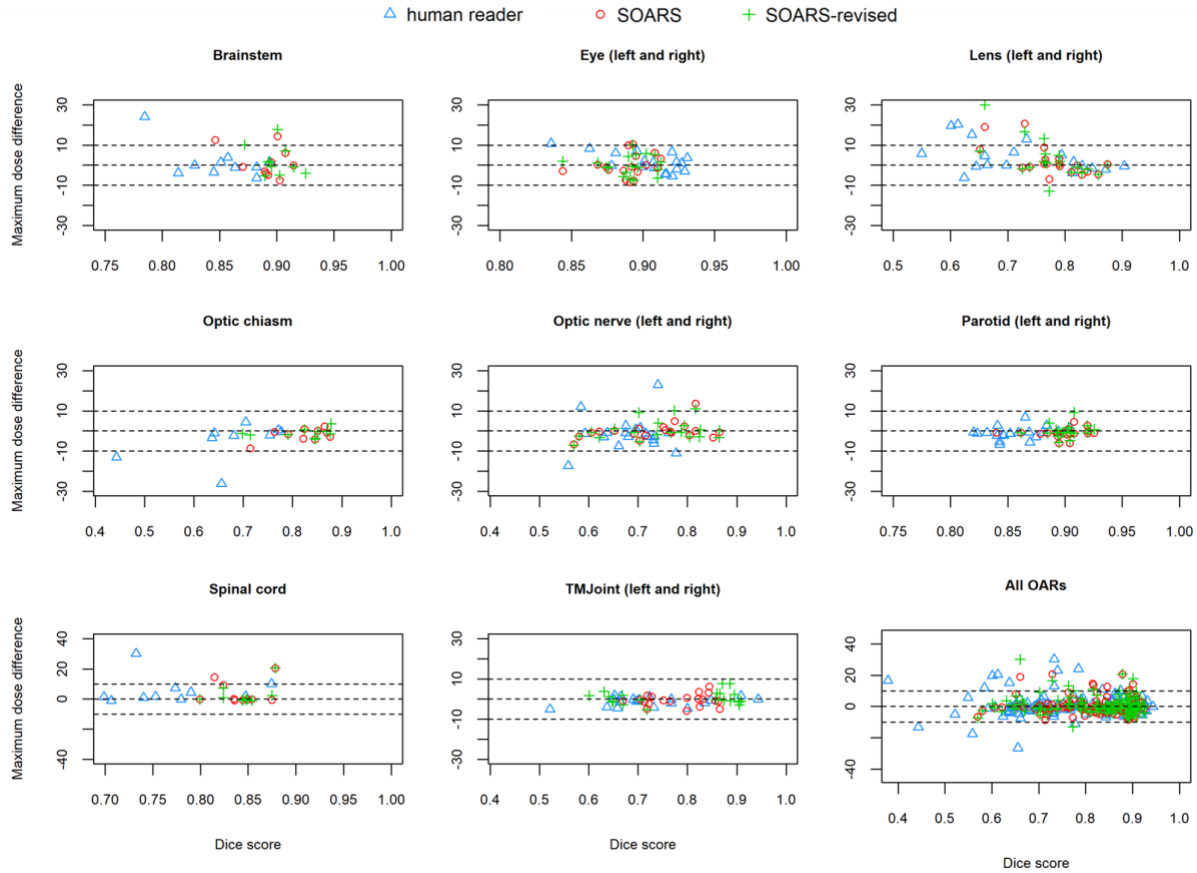 human reader SOARS SOARS-revised
Brainstem Eye (left and right) Lens (left and right)
Maximum dose difference
30
10
0
-10
-30
0.75 0.80 0.85 0.90 0.95 1.00
30
10
0
-10
-30
0.80 0.85 0.90 0.95 1.00
30
10
0
-10
-30
0.5 0.6 0.7 0.8 0.9 1.0
Optic chiasm Optic nerve (left and right) Parotid (left and right)
Maximum dose difference
30
10
0
-10
-30
0.4 0.5 0.6 0.7 0.8 0.9 1.0
30
10
0
-10
-30
0.4 0.5 0.6 0.7 0.8 0.9 1.0
30
10
0
-10
-30
0.75 0.80 0.85 0.90 0.95 1.00
Spinal cord TMJoint (left and right) All OARs
Maximum dose difference
40
20
0
-20
-40
0.70 0.75 0.80 0.85 0.90 0.95 1.00
30
10
0
-10
-30
0.4 0.5 0.6 0.7 0.8 0.9 1.0
40
20
0
-20
-40
0.4 0.5 0.6 0.7 0.8 0.9 1.0
Dice score Dice score Dice score